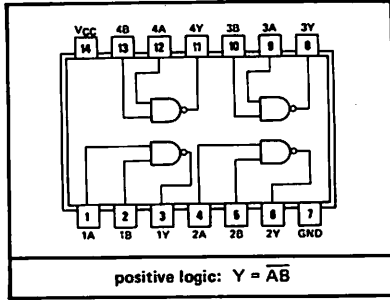 VCC 4B 4A 4Y 3B 3A 3Y
14 13 12 11 10 9 8
1 2 3 4 5 6 7
1A 1B 1Y 2A 2B 2Y GND
positive logic: Y = \overline{AB}